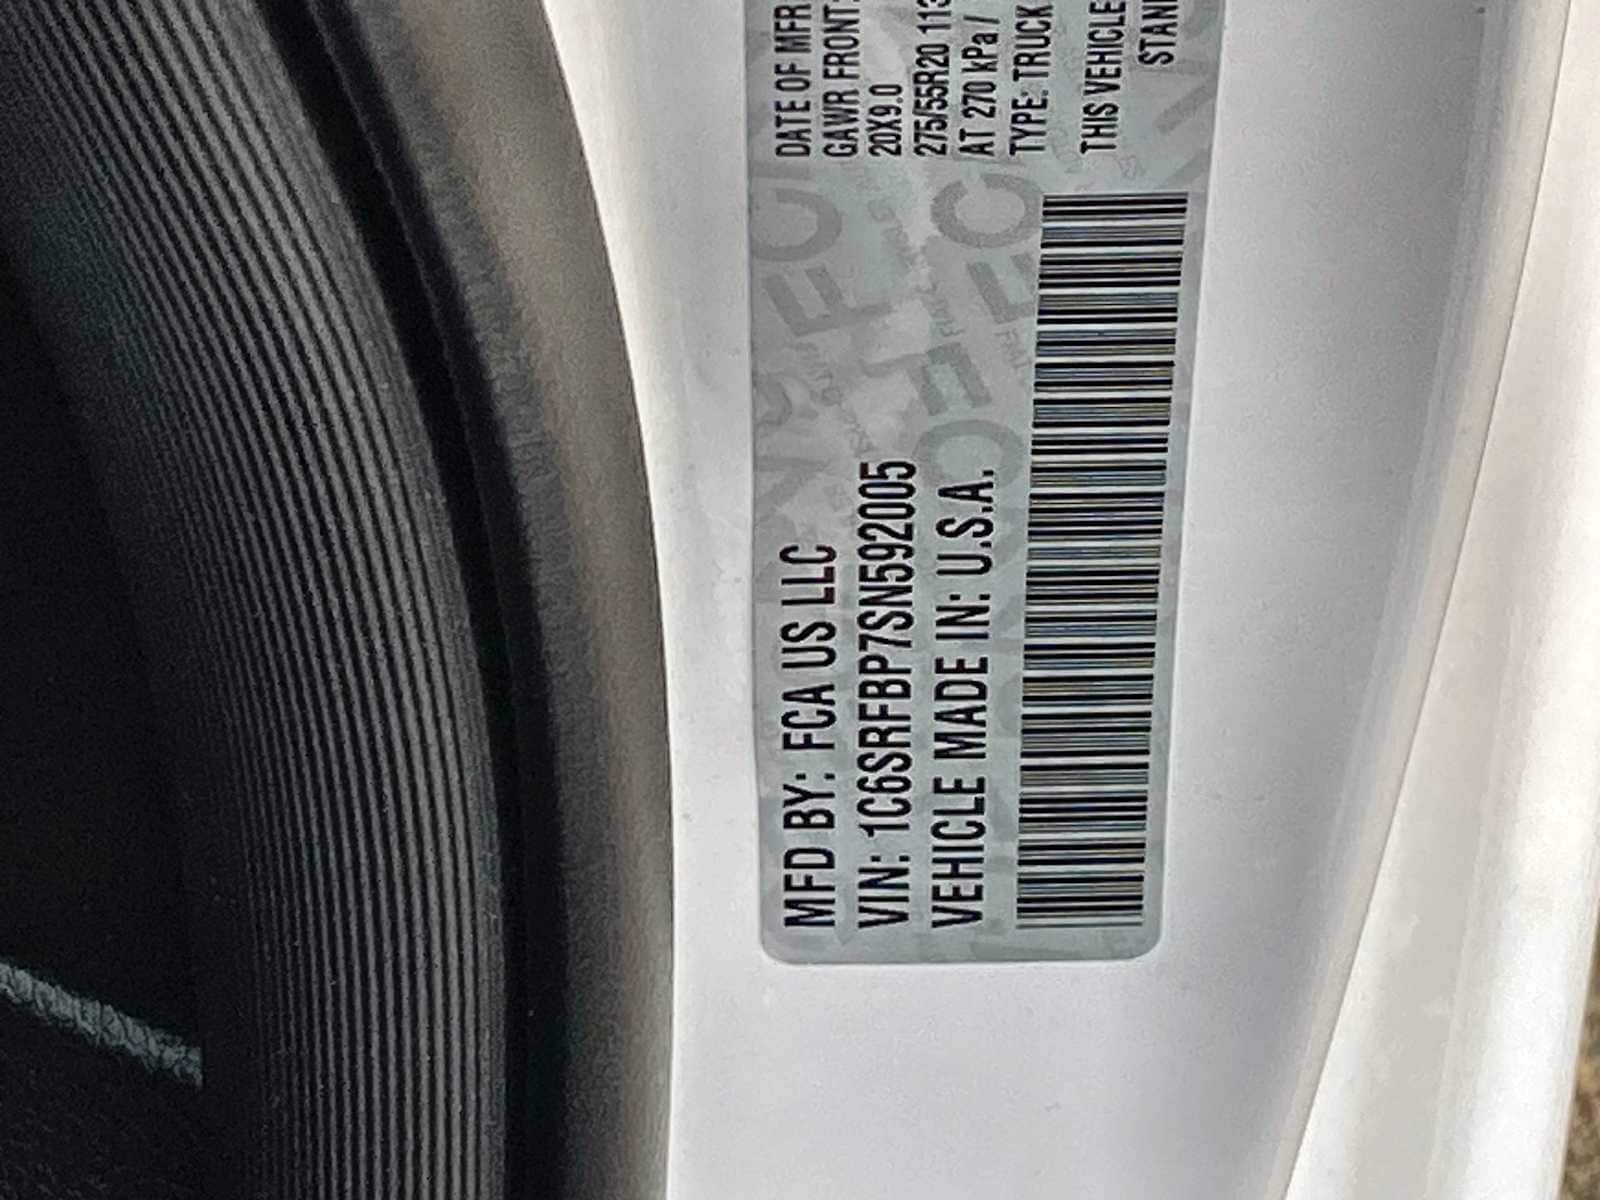 MFD BY: FCA US LLC
VIN: 1C6SRFBP7SN592005
VEHICLE MADE IN: U.S.A.
DATE OF MFR
GAWR FRONT:
20X9.0
275/55R20 113
AT 270 kPa /
TYPE: TRUCK
THIS VEHICLE